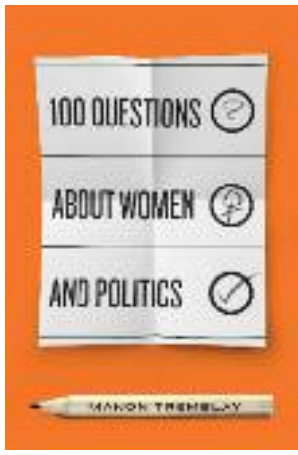 100 QUESTIONS
ABOUT WOMEN
AND POLITICS
MANON TREMBLAY